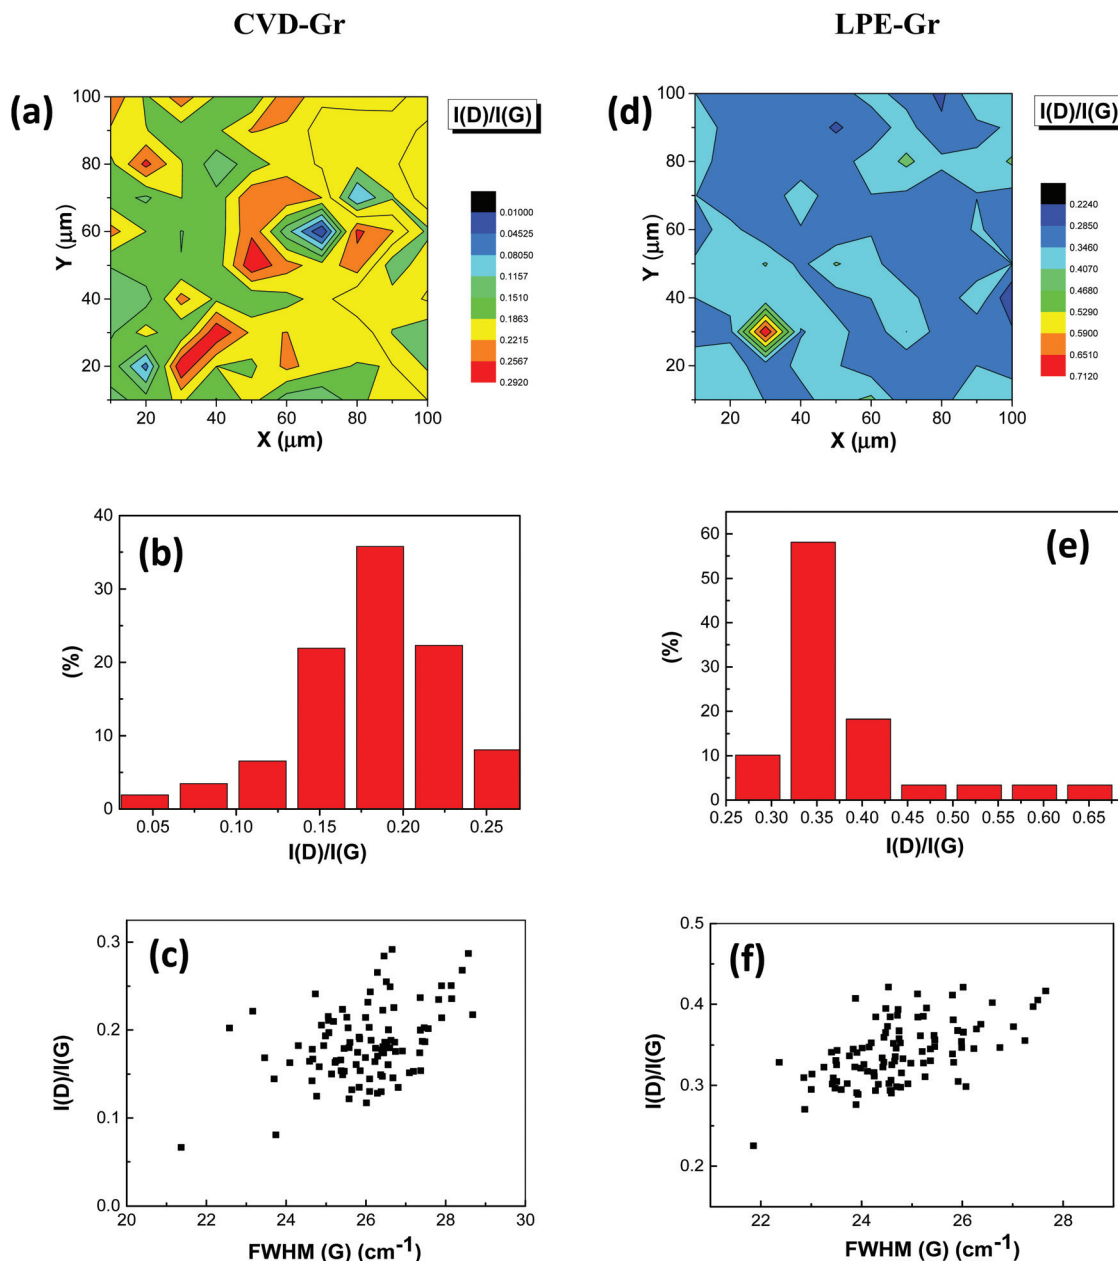 CVD-Gr
LPE-Gr
(a)
I(D)/I(G)
100
80
60
40
20
Y (μm)
20 40 60 80 100
X (μm)
0.01000
0.04525
0.08050
0.1157
0.1510
0.1863
0.2215
0.2567
0.2920
(d)
I(D)/I(G)
100
80
60
40
20
Y (μm)
20 40 60 80 100
X (μm)
0.2240
0.2850
0.3460
0.4070
0.4680
0.5290
0.5900
0.6510
0.7120
(b)
40
30
20
10
0
(%)
0.05 0.10 0.15 0.20 0.25
I(D)/I(G)
(e)
60
50
40
30
20
10
0
(%)
0.25 0.30 0.35 0.40 0.45 0.50 0.55 0.60 0.65
I(D)/I(G)
(c)
0.3
0.2
0.1
0.0
I(D)/I(G)
20 22 24 26 28 30
FWHM (G) (cm⁻¹)
(f)
0.5
0.4
0.3
0.2
I(D)/I(G)
22 24 26 28
FWHM (G) (cm⁻¹)